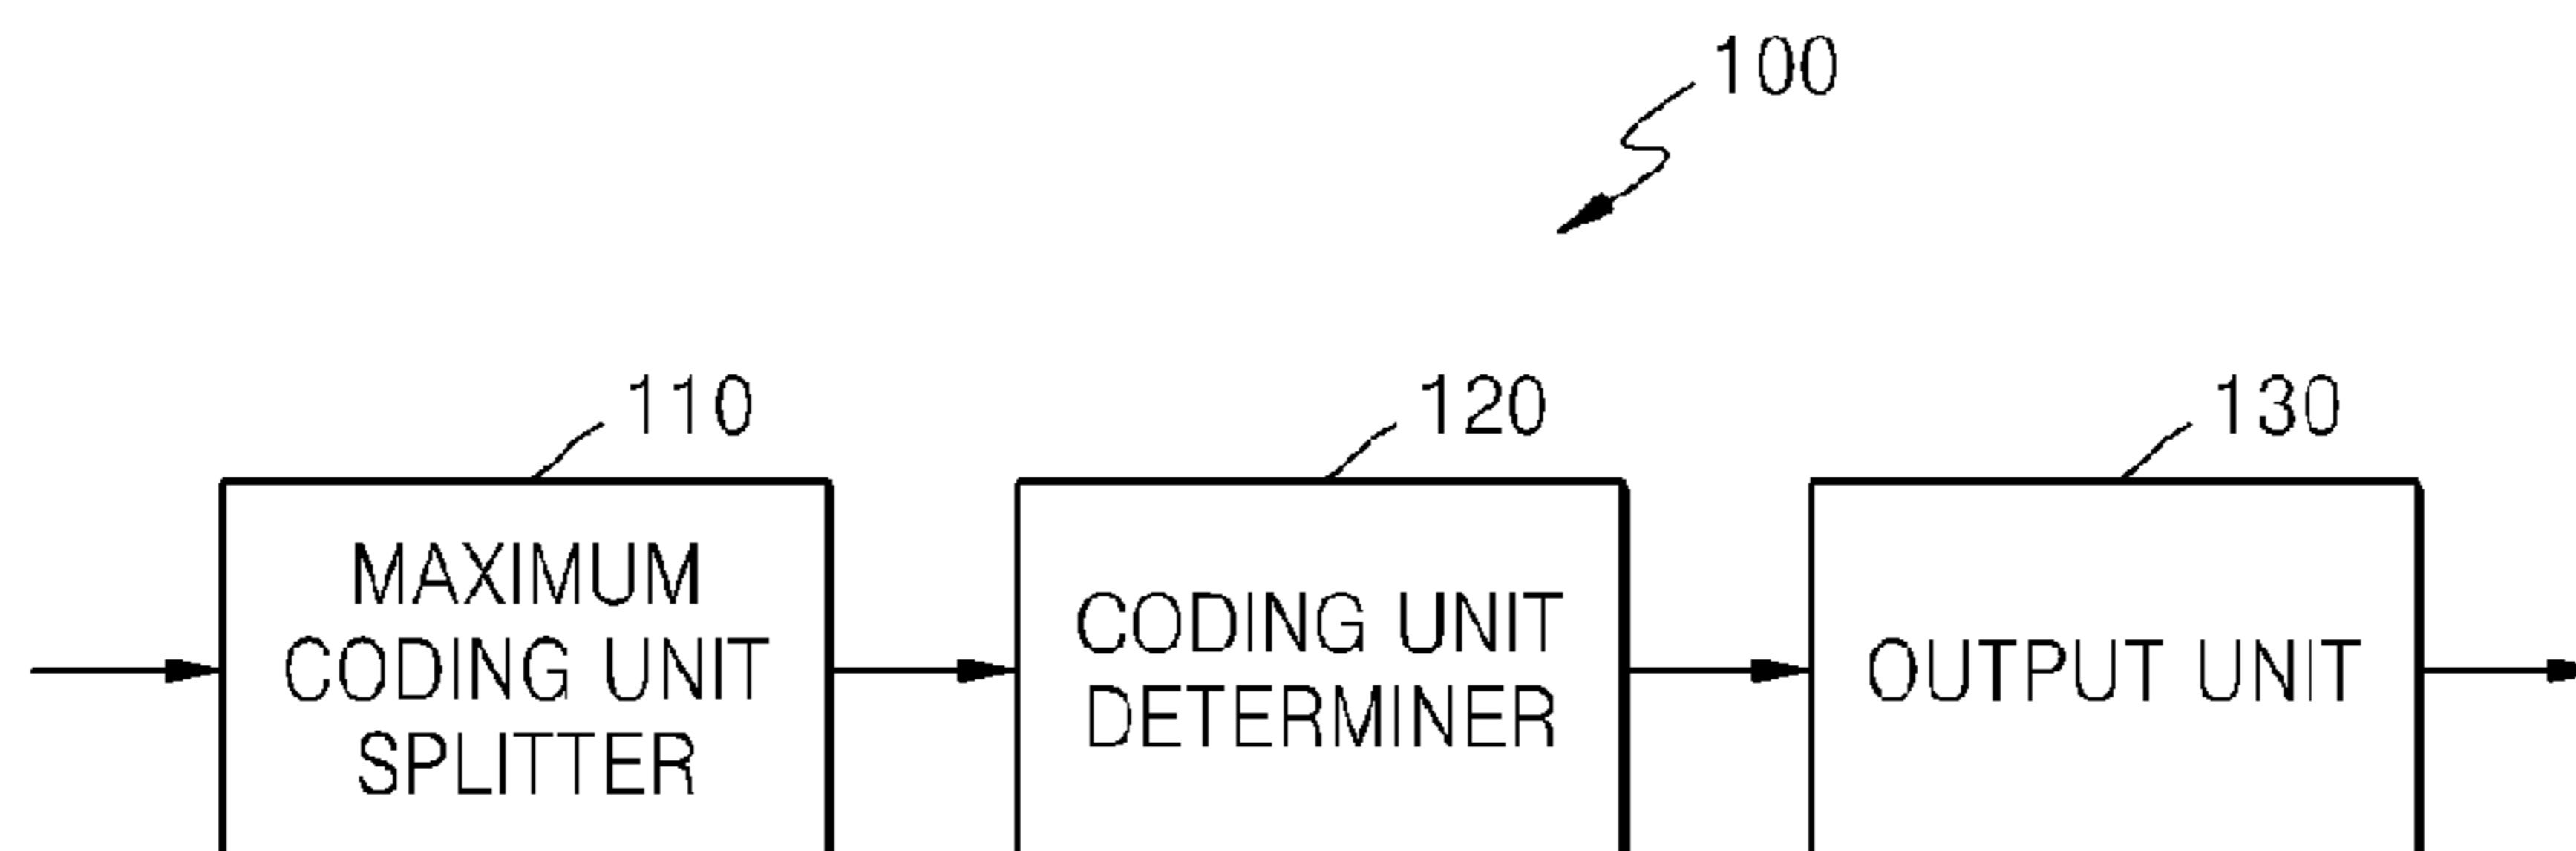 100
110
120
130
MAXIMUM
CODING UNIT
SPLITTER
CODING UNIT
DETERMINER
OUTPUT UNIT